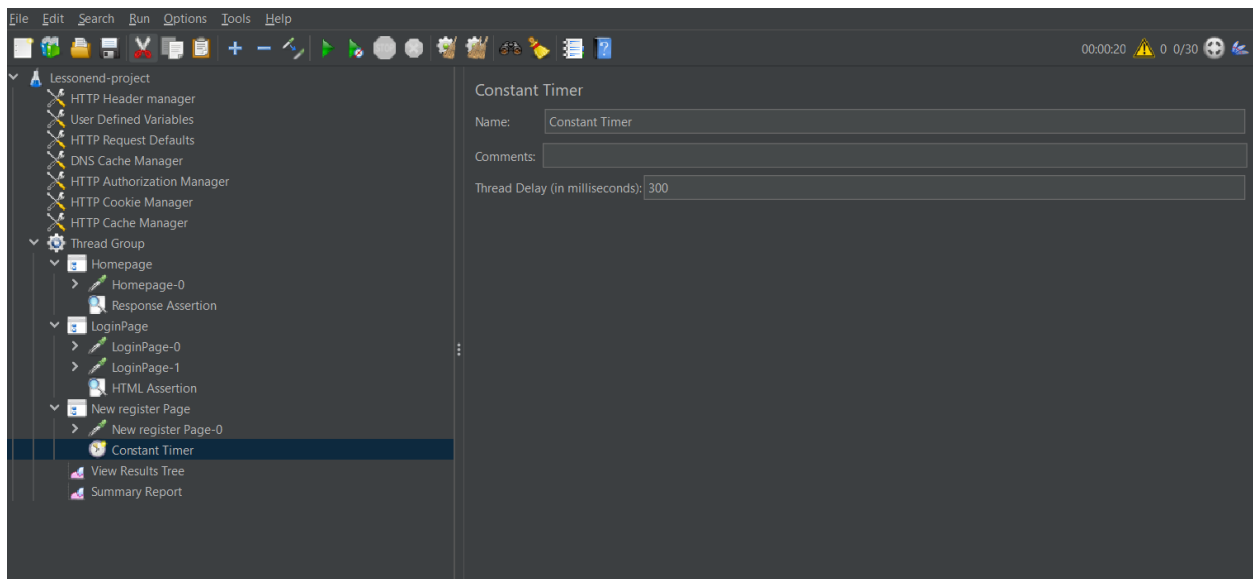 File Edit Search Run Options Tools Help
00:00:20 0 0/30
Lessonend-project
HTTP Header manager
User Defined Variables
HTTP Request Defaults
DNS Cache Manager
HTTP Authorization Manager
HTTP Cookie Manager
HTTP Cache Manager
Thread Group
Homepage
Homepage-0
Response Assertion
LoginPage
LoginPage-0
LoginPage-1
HTML Assertion
New register Page
New register Page-0
Constant Timer
View Results Tree
Summary Report
Constant Timer
Name: Constant Timer
Comments:
Thread Delay (in milliseconds): 300